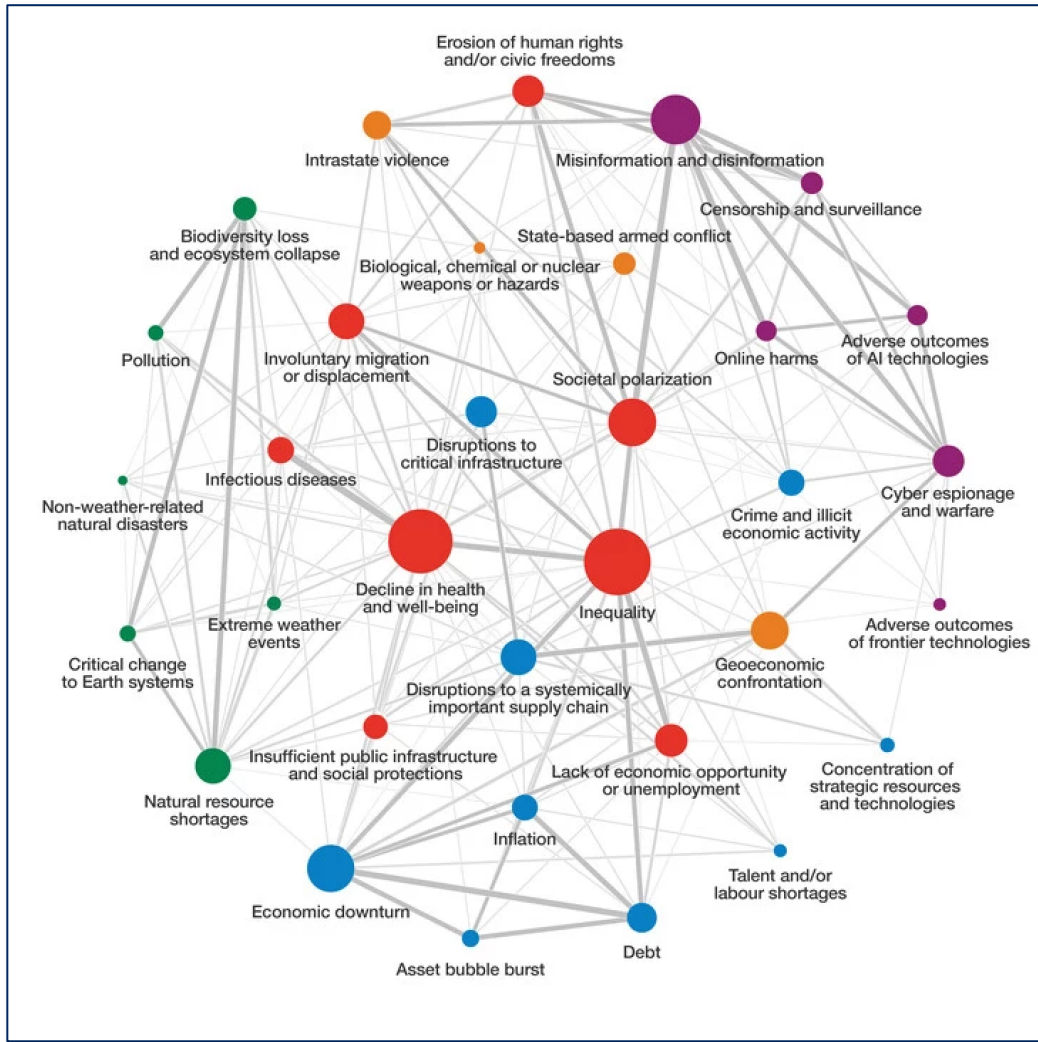 Erosion of human rights
and/or civic freedoms
Intrastate violence
Misinformation and disinformation
Censorship and surveillance
Biodiversity loss
and ecosystem collapse
State-based armed conflict
Biological, chemical or nuclear
weapons or hazards
Pollution
Involuntary migration
or displacement
Online harms
Adverse outcomes
of AI technologies
Societal polarization
Disruptions to
critical infrastructure
Infectious diseases
Non-weather-related
natural disasters
Crime and illicit
economic activity
Cyber espionage
and warfare
Decline in health
and well-being
Inequality
Extreme weather
events
Adverse outcomes
of frontier technologies
Critical change
to Earth systems
Geoeconomic
confrontation
Disruptions to a systemically
important supply chain
Insufficient public infrastructure
and social protections
Lack of economic opportunity
or unemployment
Concentration of
strategic resources
and technologies
Natural resource
shortages
Inflation
Talent and/or
labour shortages
Economic downturn
Debt
Asset bubble burst